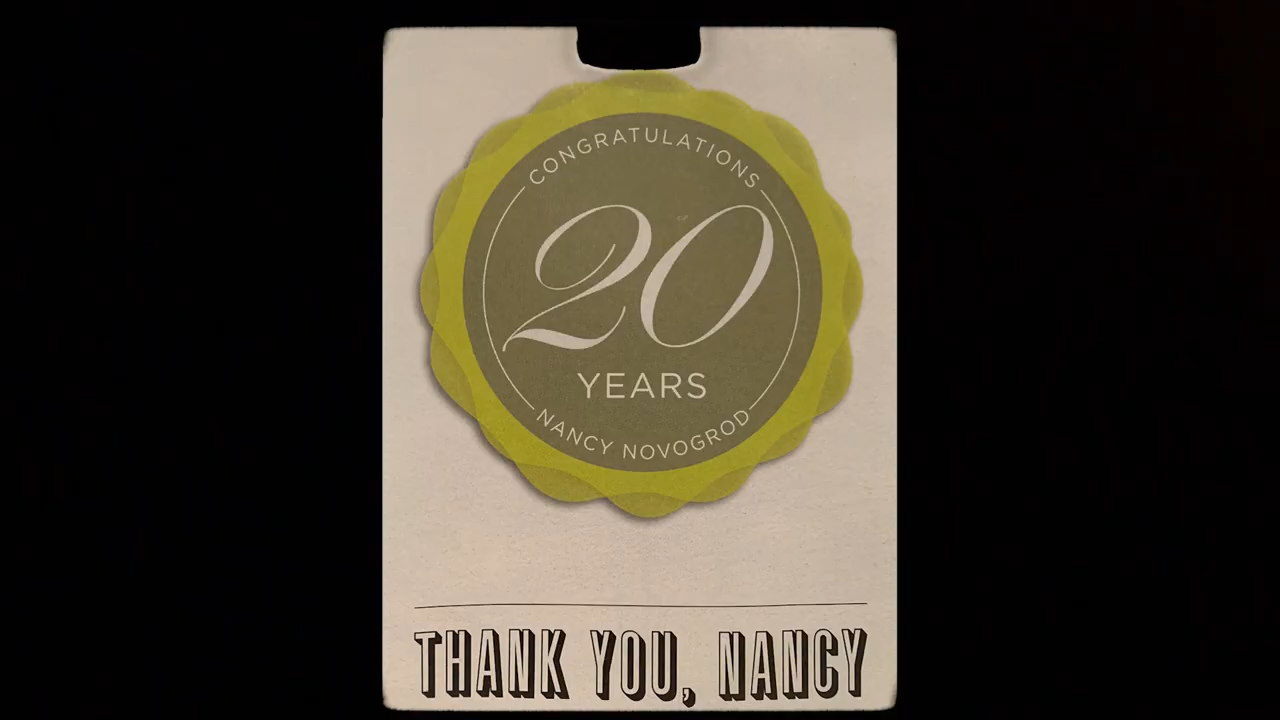 CONGRATULATIONS
20
YEARS
NANCY NOVOGROD
THANK YOU, NANCY